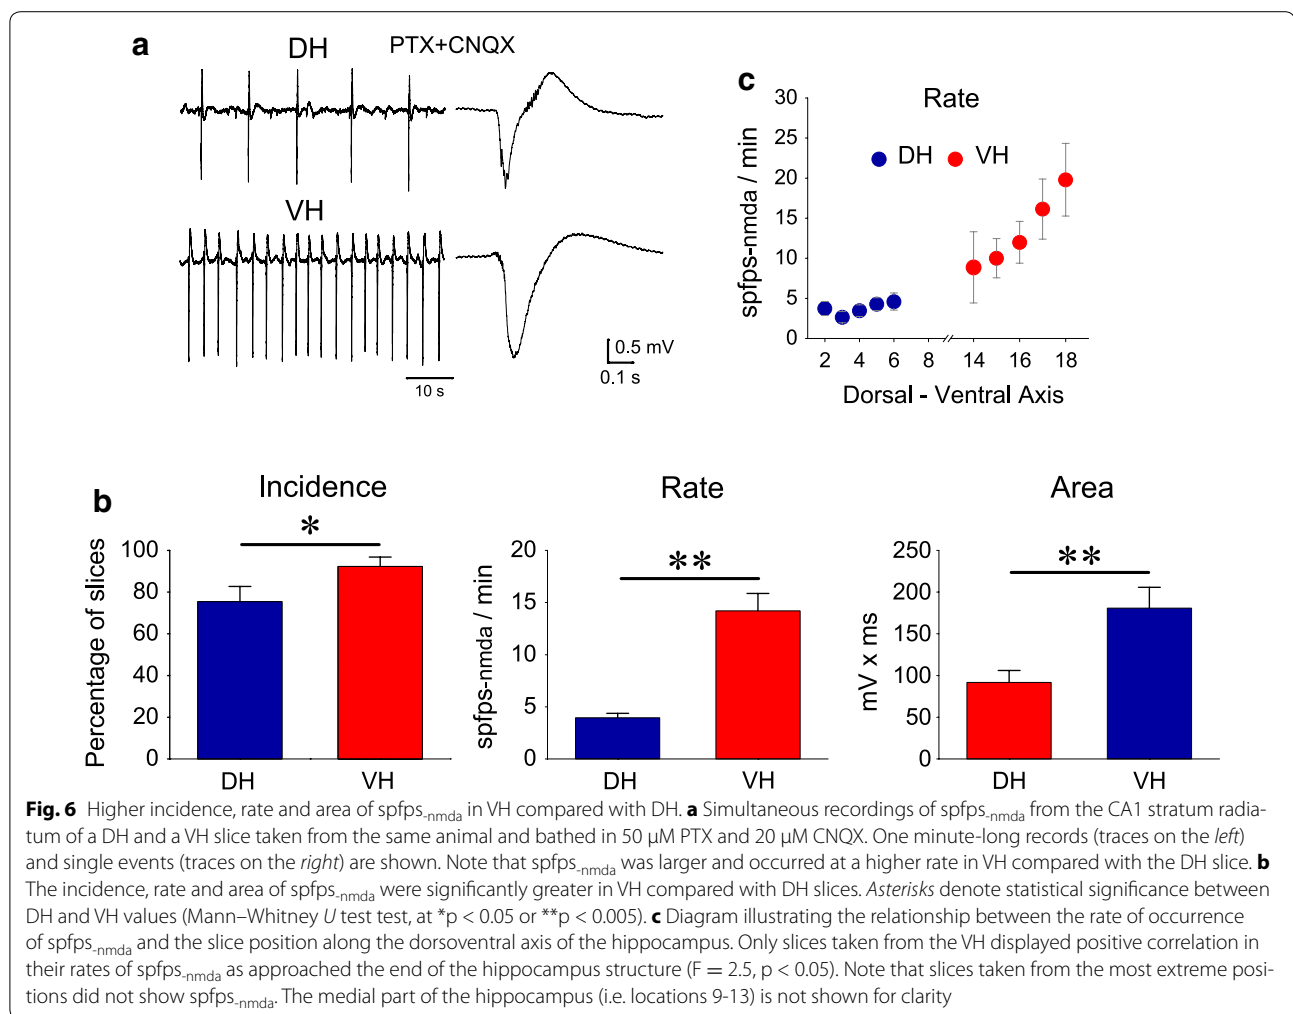 a
DH
PTX+CNQX
VH
0.5 mV
0.1 s
10 s
c
Rate
DH
VH
30
25
20
15
10
5
0
spfps-nmda / min
2 4 6 8 14 16 18
Dorsal - Ventral Axis
b
Incidence
*
100
80
60
40
20
0
Percentage of slices
DH VH
Rate
**
20
15
10
5
0
spfps-nmda / min
DH VH
Area
**
250
200
150
100
50
0
mV x ms
DH VH
Fig. 6 Higher incidence, rate and area of spfps-nmda in VH compared with DH. a Simultaneous recordings of spfps-nmda from the CA1 stratum radia-
tum of a DH and a VH slice taken from the same animal and bathed in 50 µM PTX and 20 µM CNQX. One minute-long records (traces on the left)
and single events (traces on the right) are shown. Note that spfps-nmda was larger and occurred at a higher rate in VH compared with the DH slice. b
The incidence, rate and area of spfps-nmda were significantly greater in VH compared with DH slices. Asterisks denote statistical significance between
DH and VH values (Mann–Whitney U test test, at *p < 0.05 or **p < 0.005). c Diagram illustrating the relationship between the rate of occurrence
of spfps-nmda and the slice position along the dorsoventral axis of the hippocampus. Only slices taken from the VH displayed positive correlation in
their rates of spfps-nmda as approached the end of the hippocampus structure (F = 2.5, p < 0.05). Note that slices taken from the most extreme posi-
tions did not show spfps-nmda. The medial part of the hippocampus (i.e. locations 9-13) is not shown for clarity